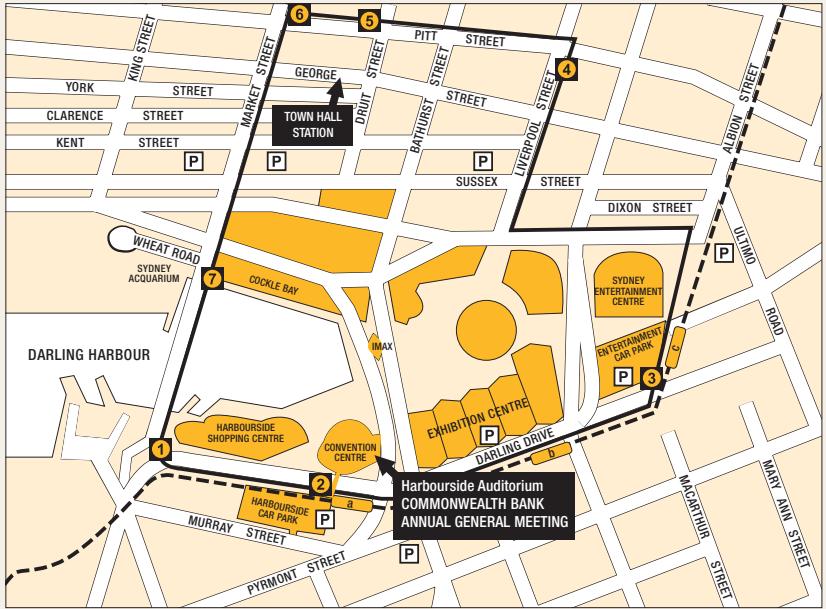 6
5
PITT STREET
KING STREET
MARKET STREET
GEORGE STREET
DRUIT STREET
BATHURST STREET
LIVERPOOL STREET
4
ALBION STREET
YORK STREET
CLARENCE STREET
KENT STREET
TOWN HALL
STATION
P
P
P
SUSSEX STREET
DIXON STREET
WHEAT ROAD
SYDNEY
AQUARIUM
7
COCKLE BAY
ULTIMO ROAD
P
SYDNEY
ENTERTAINMENT
CENTRE
DARLING HARBOUR
IMAX
ENTERTAINMENT
CAR PARK
P
c
3
HARBOURSIDE
SHOPPING CENTRE
EXHIBITION CENTRE
P
CONVENTION
CENTRE
DARLING DRIVE
b
1
2
a
Harbourside Auditorium
COMMONWEALTH BANK
ANNUAL GENERAL MEETING
HARBOURSIDE
CAR PARK
P
MURRAY STREET
PYRMONT STREET
P
MACARTHUR STREET
MARY ANN STREET